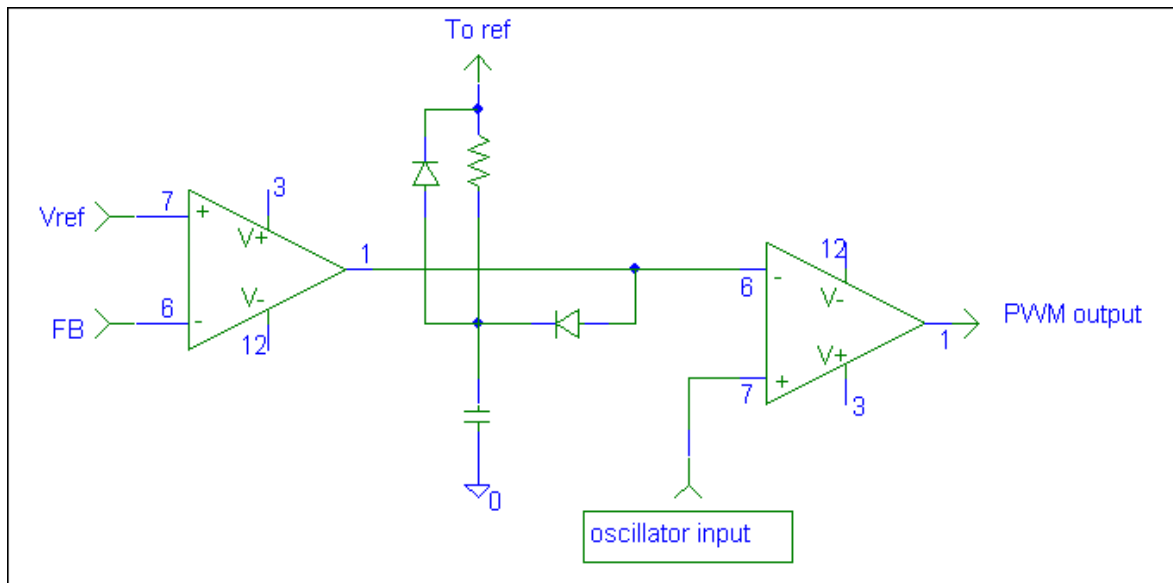 To ref
Vref
7
+
3
V+
1
V-
FB
6
-
12
12
6
-
V-
PWM output
1
V+
7
+
3
0
oscillator input